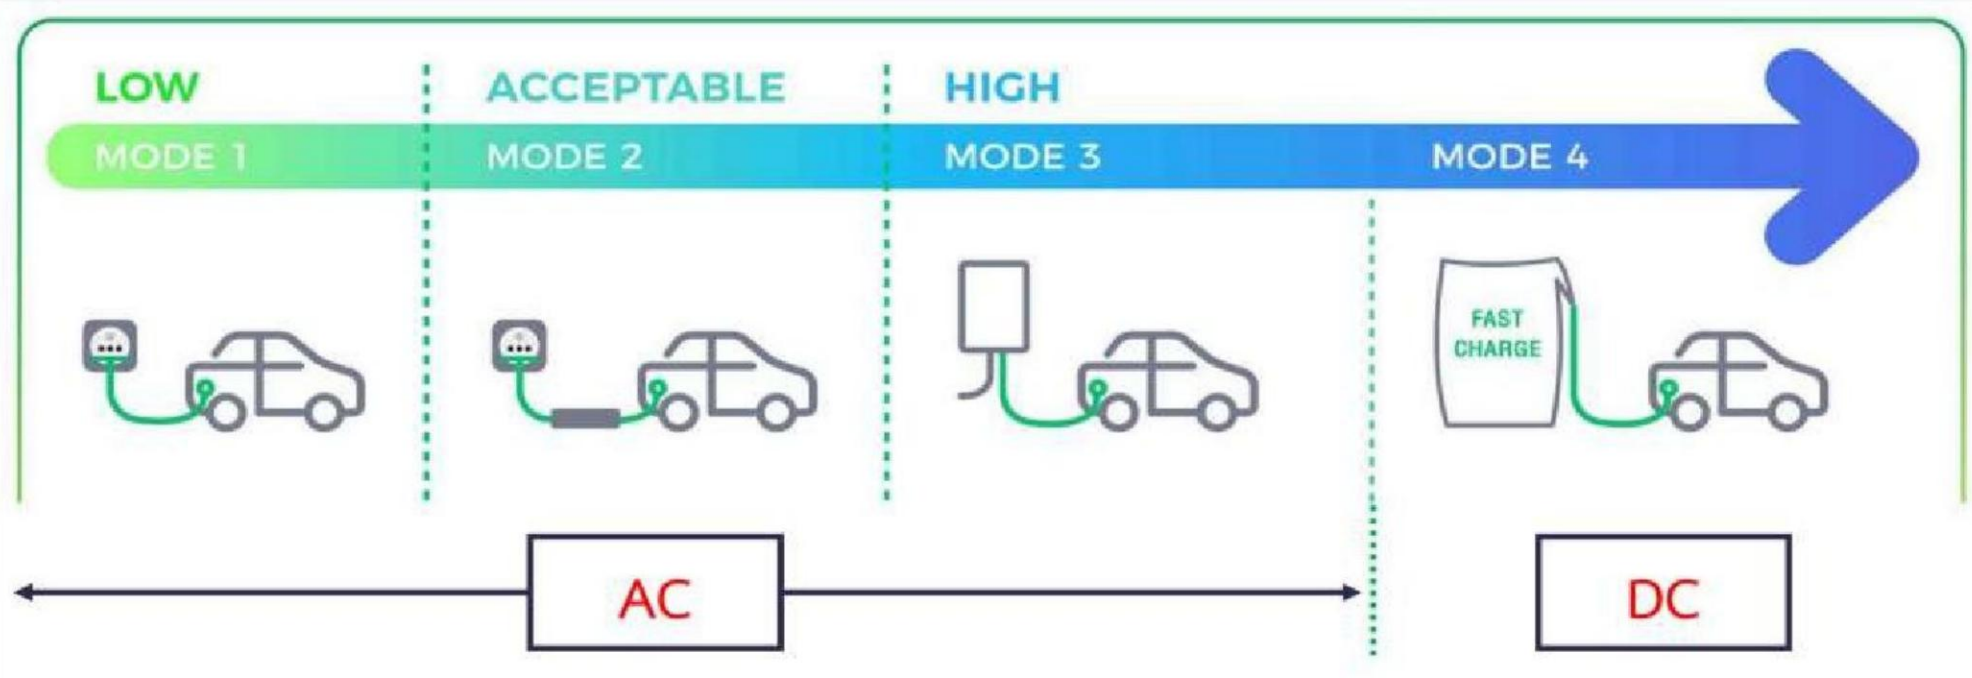 LOW
ACCEPTABLE
HIGH
MODE 1
MODE 2
MODE 3
MODE 4
FAST
CHARGE
AC
DC